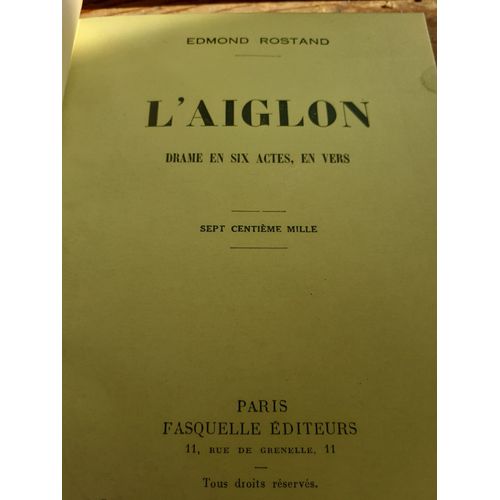 EDMOND ROSTAND
L'AIGLON
DRAME EN SIX ACTES, EN VERS
SEPT CENTIÈME MILLE
PARIS
FASQUELLE ÉDITEURS
11, RUE DE GRENELLE, 11
Tous droits réservés.